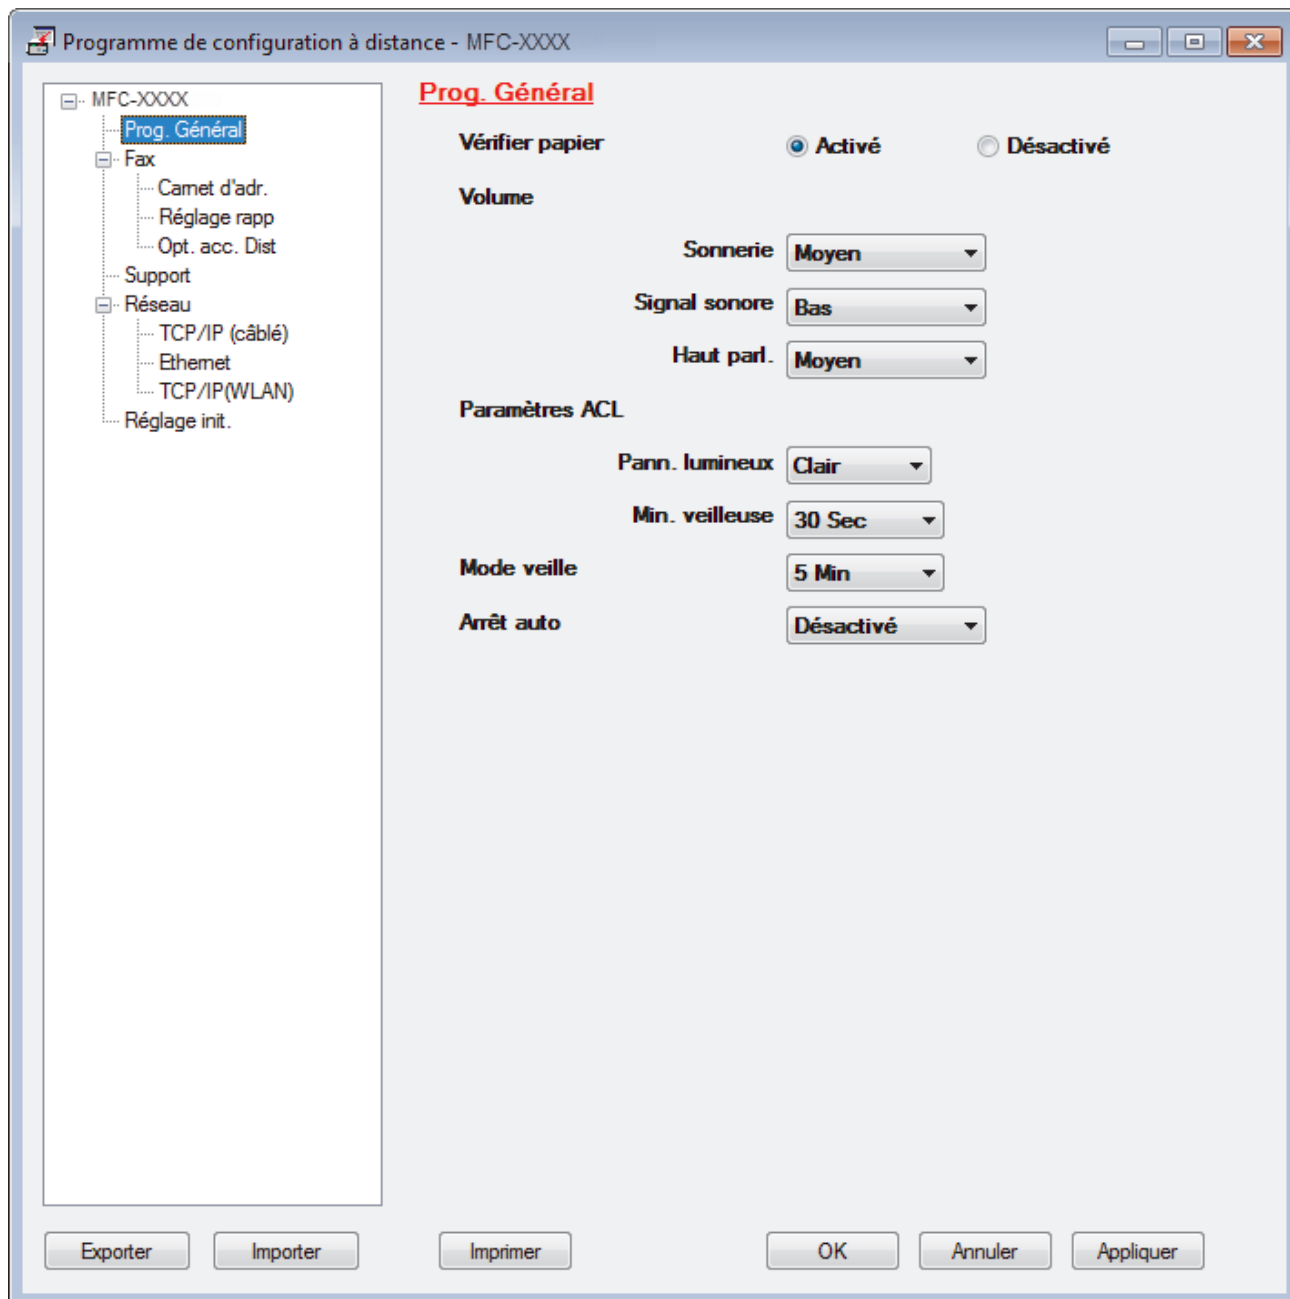 Programme de configuration à distance - MFC-XXXX
MFC-XXXX
Prog. Général
Fax
Carnet d'adr.
Réglage rapp
Opt. acc. Dist
Support
Réseau
TCP/IP (câblé)
Ethernet
TCP/IP(WLAN)
Réglage init.
Prog. Général
Vérifier papier Activé Désactivé
Volume
Sonnerie Moyen
Signal sonore Bas
Haut parl. Moyen
Paramètres ACL
Pann. lumineux Clair
Min. veilleuse 30 Sec
Mode veille 5 Min
Arrêt auto Désactivé
Exporter Importer Imprimer OK Annuler Appliquer